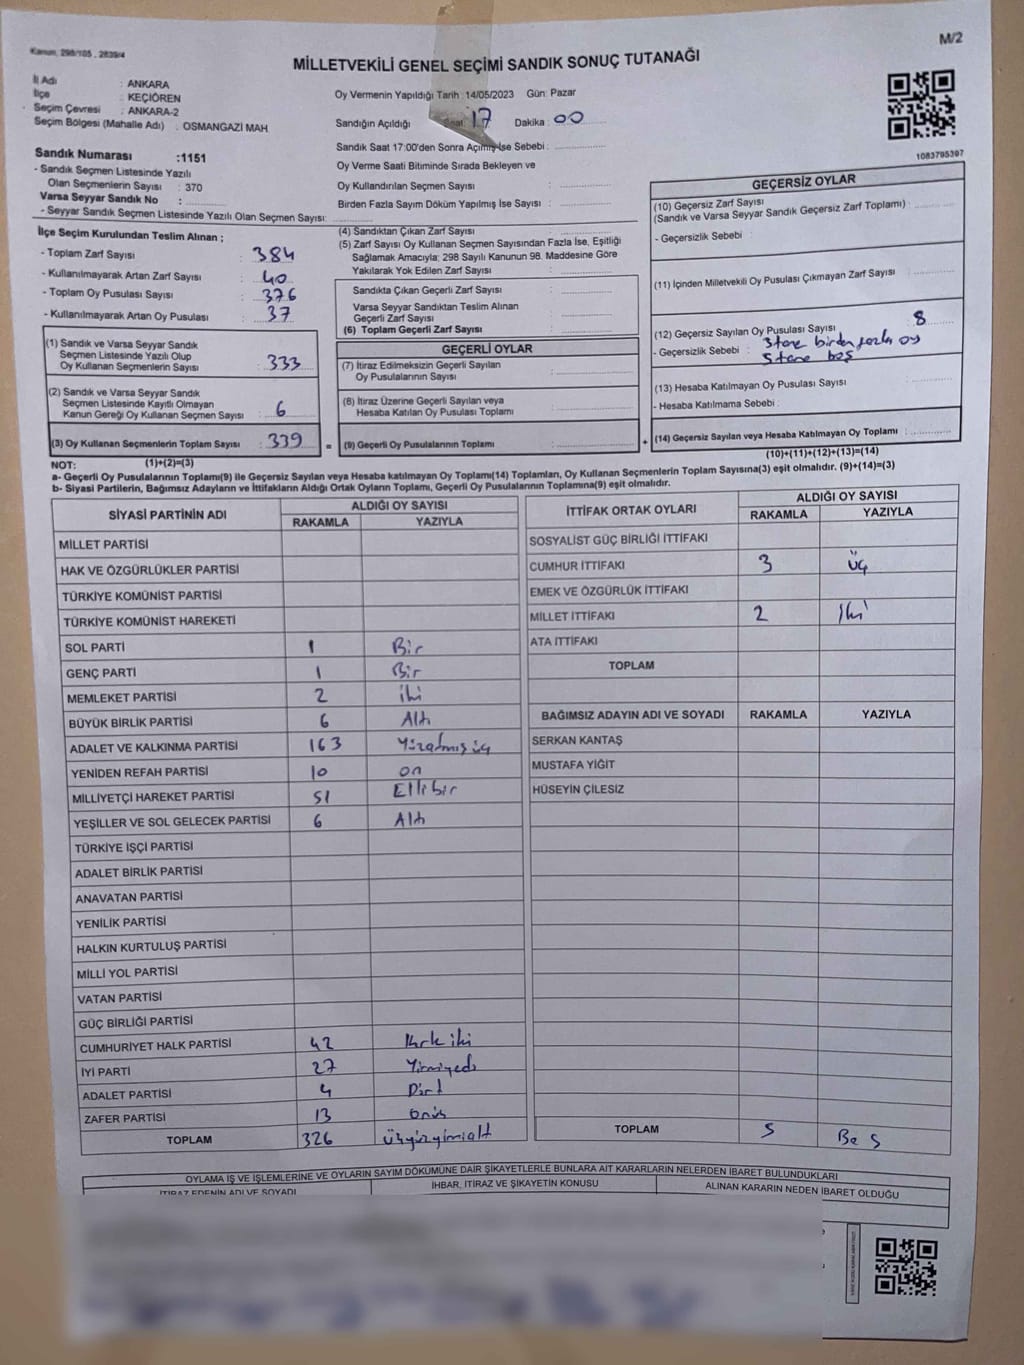 Kanun, 298/105 , 2839/4
M/2
MİLLETVEKİLİ GENEL SEÇİMİ SANDIK SONUÇ TUTANAĞI
İl Adı : ANKARA
İlçe : KEÇİÖREN
Seçim Çevresi : ANKARA-2
Seçim Bölgesi (Mahalle Adı) : OSMANGAZİ MAH.
Oy Vermenin Yapıldığı Tarih :14/05/2023 Gün: Pazar
Sandığın Açıldığı Saat: 17 Dakika : 00
Sandık Saat 17:00'den Sonra Açılmış İse Sebebi :
Oy Verme Saati Bitiminde Sırada Bekleyen ve
Oy Kullandırılan Seçmen Sayısı :
Birden Fazla Sayım Döküm Yapılmış İse Sayısı :
1083795397
Sandık Numarası :1151
- Sandık Seçmen Listesinde Yazılı
Olan Seçmenlerin Sayısı : 370
Varsa Seyyar Sandık No :
- Seyyar Sandık Seçmen Listesinde Yazılı Olan Seçmen Sayısı:
İlçe Seçim Kurulundan Teslim Alınan ;
- Toplam Zarf Sayısı : 384
- Kullanılmayarak Artan Zarf Sayısı : 40
- Toplam Oy Pusulası Sayısı : 376
- Kullanılmayarak Artan Oy Pusulası : 37
(1) Sandık ve Varsa Seyyar Sandık
Seçmen Listesinde Yazılı Olup
Oy Kullanan Seçmenlerin Sayısı : 333
(2) Sandık ve Varsa Seyyar Sandık
Seçmen Listesinde Kayıtlı Olmayan
Kanun Gereği Oy Kullanan Seçmen Sayısı : 6
(3) Oy Kullanan Seçmenlerin Toplam Sayısı : 339 =
(4) Sandıktan Çıkan Zarf Sayısı :
(5) Zarf Sayısı Oy Kullanan Seçmen Sayısından Fazla İse, Eşitliği
Sağlamak Amacıyla; 298 Sayılı Kanunun 98. Maddesine Göre
Yakılarak Yok Edilen Zarf Sayısı :
Sandıkta Çıkan Geçerli Zarf Sayısı :
Varsa Seyyar Sandıktan Teslim Alınan
Geçerli Zarf Sayısı :
(6) Toplam Geçerli Zarf Sayısı :
GEÇERLİ OYLAR
(7) İtiraz Edilmeksizin Geçerli Sayılan
Oy Pusulalarının Sayısı :
(8) İtiraz Üzerine Geçerli Sayılan veya
Hesaba Katılan Oy Pusulası Toplamı :
(9) Geçerli Oy Pusulalarının Toplamı : +
GEÇERSİZ OYLAR
(10) Geçersiz Zarf Sayısı
(Sandık ve Varsa Seyyar Sandık Geçersiz Zarf Toplamı) :
- Geçersizlik Sebebi :
(11) İçinden Milletvekili Oy Pusulası Çıkmayan Zarf Sayısı :
(12) Geçersiz Sayılan Oy Pusulası Sayısı : 8
- Geçersizlik Sebebi : 3 tane birden fazla oy
5 tane boş
(13) Hesaba Katılmayan Oy Pusulası Sayısı :
- Hesaba Katılmama Sebebi :
(14) Geçersiz Sayılan veya Hesaba Katılmayan Oy Toplamı :
(10)+(11)+(12)+(13)=(14)
NOT: (1)+(2)=(3)
a- Geçerli Oy Pusulalarının Toplamı(9) ile Geçersiz Sayılan veya Hesaba katılmayan Oy Toplamı(14) Toplamları, Oy Kullanan Seçmenlerin Toplam Sayısına(3) eşit olmalıdır. (9)+(14)=(3)
b- Siyasi Partilerin, Bağımsız Adayların ve İttifakların Aldığı Ortak Oyların Toplamı, Geçerli Oy Pusulalarının Toplamına(9) eşit olmalıdır.
SİYASİ PARTİNİN ADI ALDIĞI OY SAYISI
RAKAMLA YAZIYLA
MİLLET PARTİSİ
HAK VE ÖZGÜRLÜKLER PARTİSİ
TÜRKİYE KOMÜNİST PARTİSİ
TÜRKİYE KOMÜNİST HAREKETİ
SOL PARTİ 1 Bir
GENÇ PARTİ 1 Bir
MEMLEKET PARTİSİ 2 iki
BÜYÜK BİRLİK PARTİSİ 6 Altı
ADALET VE KALKINMA PARTİSİ 163 Yüzatmışüç
YENİDEN REFAH PARTİSİ 10 on
MİLLİYETÇİ HAREKET PARTİSİ 51 Ellibir
YEŞİLLER VE SOL GELECEK PARTİSİ 6 Altı
TÜRKİYE İŞÇİ PARTİSİ
ADALET BİRLİK PARTİSİ
ANAVATAN PARTİSİ
YENİLİK PARTİSİ
HALKIN KURTULUŞ PARTİSİ
MİLLİ YOL PARTİSİ
VATAN PARTİSİ
GÜÇ BİRLİĞİ PARTİSİ
CUMHURİYET HALK PARTİSİ 42 Kırk iki
İYİ PARTİ 27 Yirmiyedi
ADALET PARTİSİ 4 Dört
ZAFER PARTİSİ 13 onüç
TOPLAM 326 üçyüzyirmialtı
İTTİFAK ORTAK OYLARI ALDIĞI OY SAYISI
RAKAMLA YAZIYLA
SOSYALİST GÜÇ BİRLİĞİ İTTİFAKI
CUMHUR İTTİFAKI 3 üç
EMEK VE ÖZGÜRLÜK İTTİFAKI
MİLLET İTTİFAKI 2 İki
ATA İTTİFAKI
TOPLAM
BAĞIMSIZ ADAYIN ADI VE SOYADI RAKAMLA YAZIYLA
SERKAN KANTAŞ
MUSTAFA YİĞİT
HÜSEYİN ÇİLESİZ
TOPLAM 5 Beş
OYLAMA İŞ VE İŞLEMLERİNE VE OYLARIN SAYIM DÖKÜMÜNE DAİR ŞİKAYETLERLE BUNLARA AİT KARARLARIN NELERDEN İBARET BULUNDUKLARI
İTİRAZ EDENİN ADI VE SOYADI İHBAR, İTİRAZ VE ŞİKAYETİN KONUSU ALINAN KARARIN NEDEN İBARET OLDUĞU